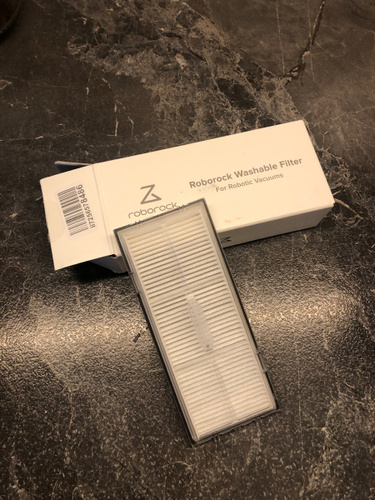 Roborock Washable Filter
For Robotic Vacuums
roborock